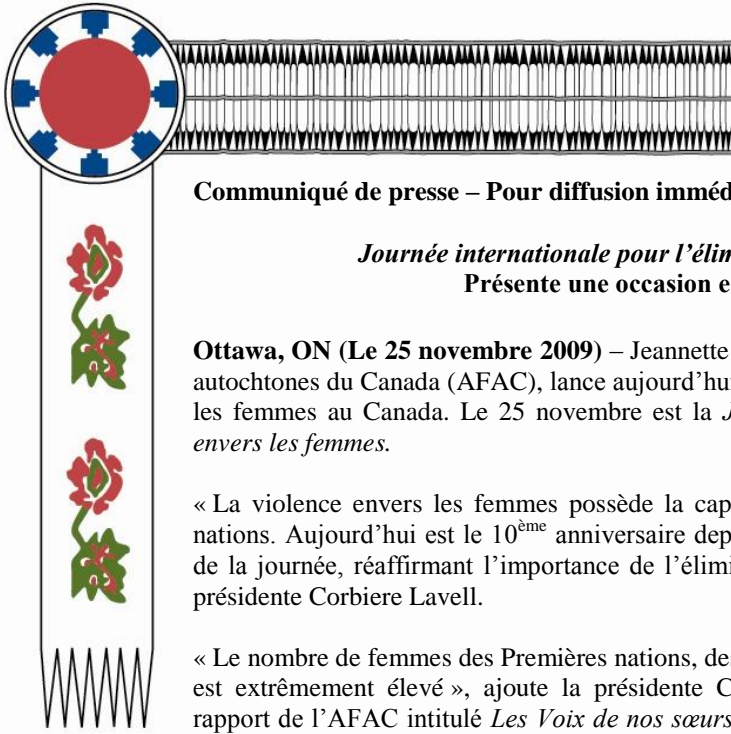 Communiqué de presse – Pour diffusion imméd
Journée internationale pour l’élim
Présente une occasion e
Ottawa, ON (Le 25 novembre 2009) – Jeannette
autochtones du Canada (AFAC), lance aujourd’hui
les femmes au Canada. Le 25 novembre est la J
envers les femmes.
« La violence envers les femmes possède la cap
nations. Aujourd’hui est le 10ème anniversaire dep
de la journée, réaffirmant l’importance de l’élimi
présidente Corbiere Lavell.
« Le nombre de femmes des Premières nations, des
est extrêmement élevé », ajoute la présidente C
rapport de l’AFAC intitulé Les Voix de nos sœurs